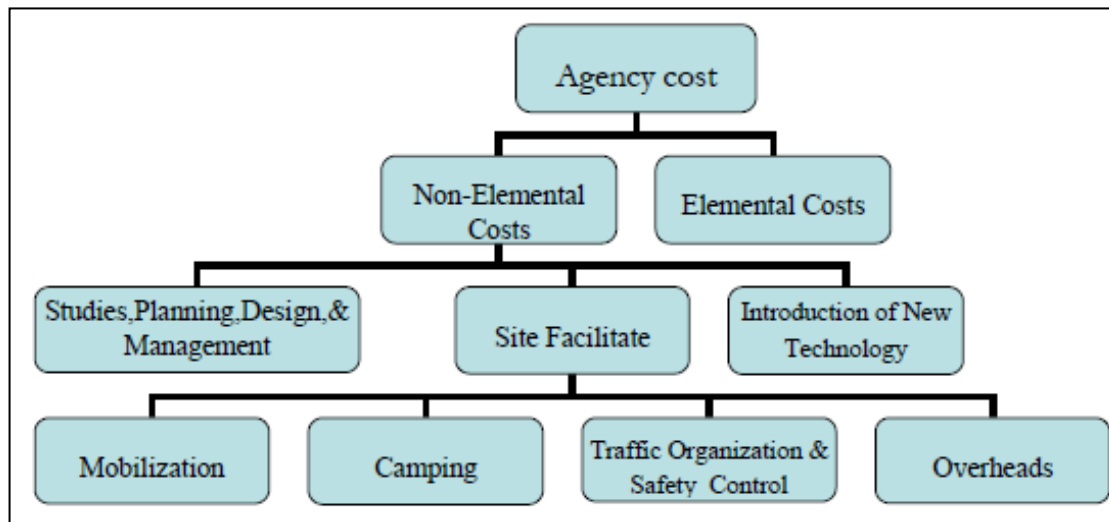 Agency cost
Non-Elemental
Costs
Elemental Costs
Studies,Planning,Design,&
Management
Site Facilitate
Introduction of New
Technology
Mobilization
Camping
Traffic Organization &
Safety Control
Overheads